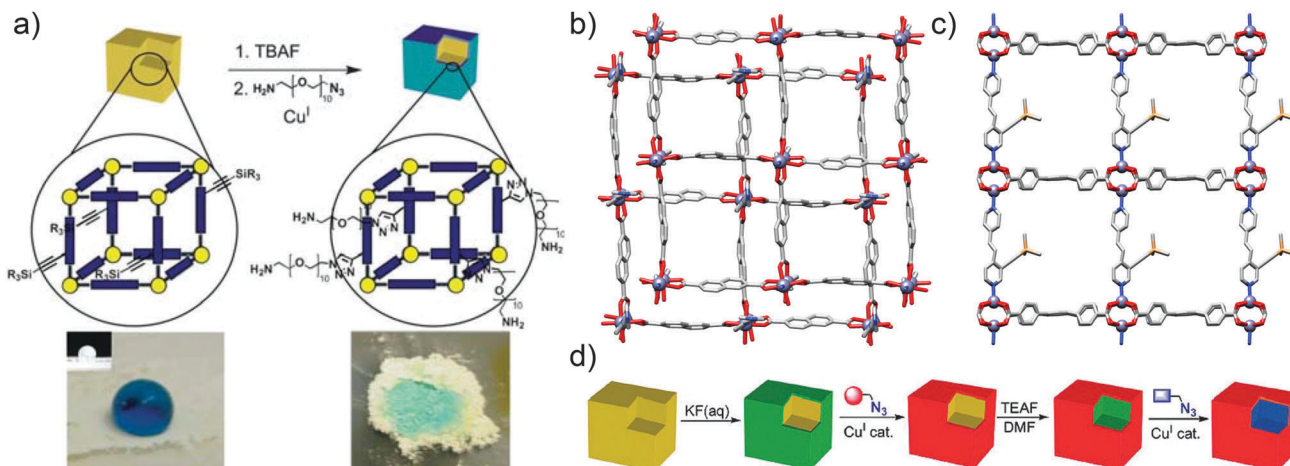 a)
1. TBAF
2. H₂N O 10 N₃
Cuᴵ
SiR₃
R₃Si
R₃Si
R₃Si
N N N
O 10
NH₂
H₂N O 10 N N N
H₂N O 10 N N N
O 10
NH₂
b)
c)
d)
KF(aq)
N₃
Cuᴵ cat.
TEAF
DMF
N₃
Cuᴵ cat.